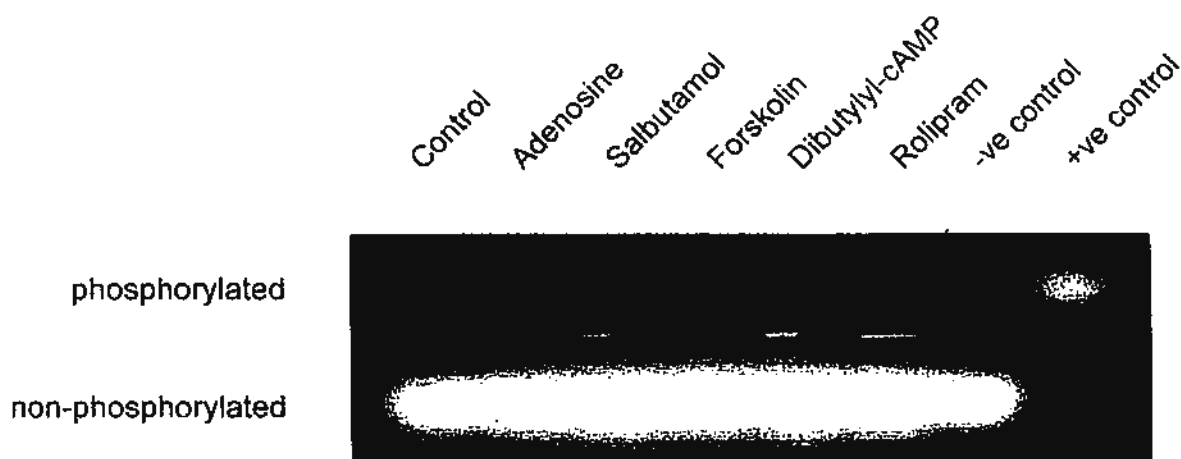 Control
Adenosine
Salbutamol
Forskolin
Dibutylyl-cAMP
Rolipram
-ve control
+ve control
phosphorylated
non-phosphorylated